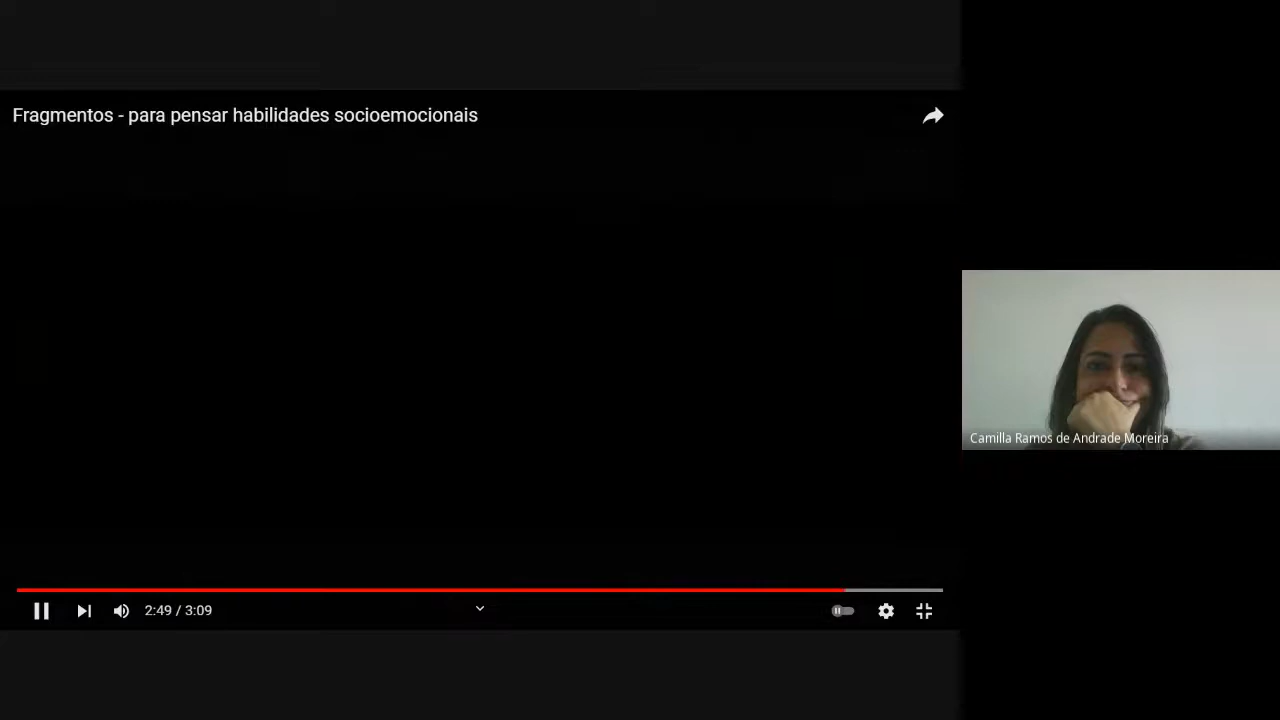 Fragmentos - para pensar habilidades socioemocionais
Camilla Ramos de Andrade Moreira
2:49 / 3:09